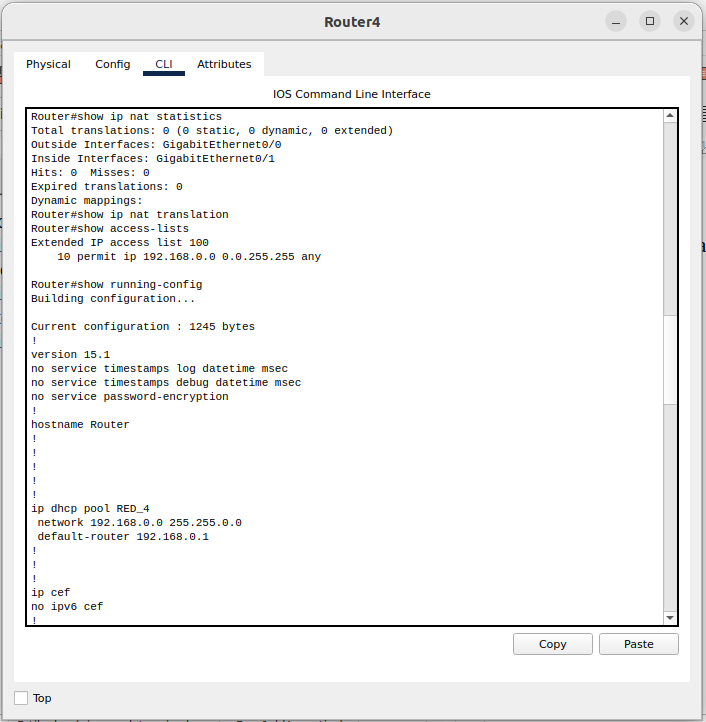 Router4
Physical
Config
CLI
Attributes
IOS Command Line Interface
Router#show ip nat statistics
Total translations: 0 (0 static, 0 dynamic, 0 extended)
Outside Interfaces: GigabitEthernet0/0
Inside Interfaces: GigabitEthernet0/1
Hits: 0  Misses: 0
Expired translations: 0
Dynamic mappings:
Router#show ip nat translation
Router#show access-lists
Extended IP access list 100
    10 permit ip 192.168.0.0 0.0.255.255 any
Router#show running-config
Building configuration...
Current configuration : 1245 bytes
!
version 15.1
no service timestamps log datetime msec
no service timestamps debug datetime msec
no service password-encryption
!
hostname Router
!
!
!
!
!
ip dhcp pool RED_4
 network 192.168.0.0 255.255.0.0
 default-router 192.168.0.1
!
!
!
ip cef
no ipv6 cef
!
Copy
Paste
Top